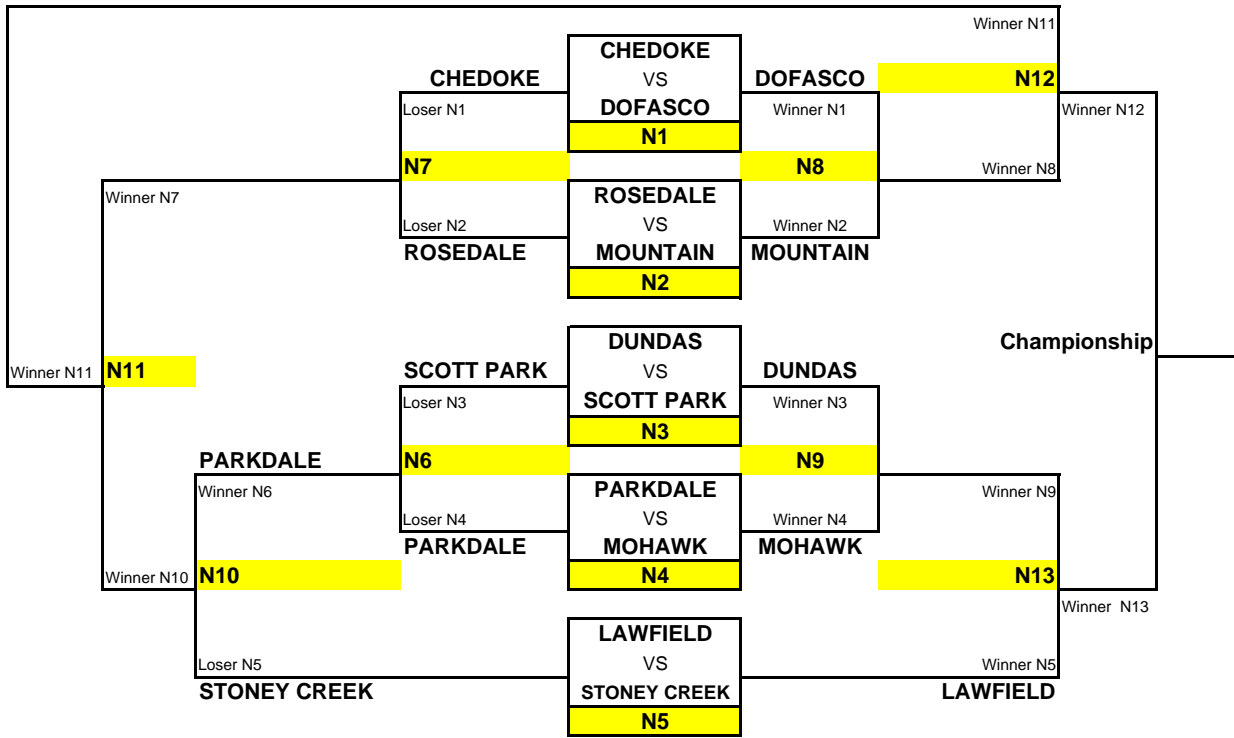 Winner N11
CHEDOKE
CHEDOKE VS DOFASCO N12
Loser N1 DOFASCO Winner N1 Winner N12
N1
N7 N8 Winner N8
Winner N7 ROSEDALE
Loser N2 VS Winner N2
ROSEDALE MOUNTAIN MOUNTAIN
N2
DUNDAS Championship
Winner N11 N11 SCOTT PARK VS DUNDAS
Loser N3 SCOTT PARK Winner N3
N3
PARKDALE N6 N9
Winner N6 PARKDALE Winner N9
Loser N4 VS Winner N4
PARKDALE MOHAWK MOHAWK
Winner N10 N10 N4 N13
Winner N13
LAWFIELD
Loser N5 VS Winner N5
STONEY CREEK STONEY CREEK LAWFIELD
N5